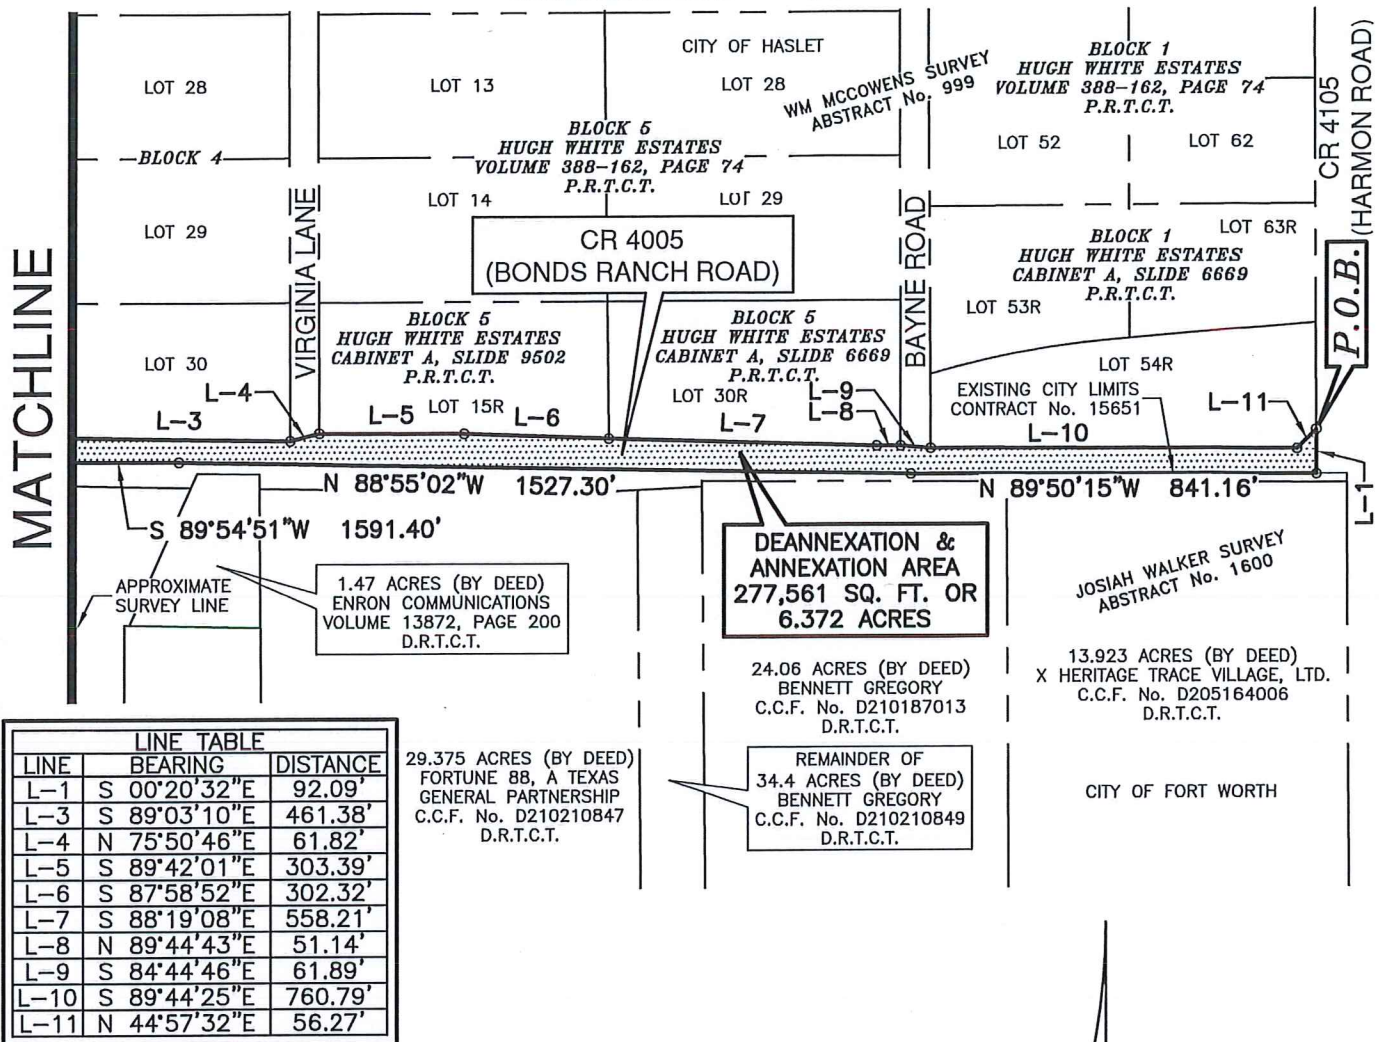 CITY OF HASLET
LOT 28
LOT 13
LOT 28
WM MCCOWENS SURVEY
ABSTRACT No. 999
BLOCK 1
HUGH WHITE ESTATES
VOLUME 388-162, PAGE 74
P.R.T.C.T.
CR 4105
(HARMON ROAD)
BLOCK 4
BLOCK 5
HUGH WHITE ESTATES
VOLUME 388-162, PAGE 74
P.R.T.C.T.
LOT 52
LOT 62
LOT 29
LOT 14
LOT 29
LOT 63R
VIRGINIA LANE
CR 4005
(BONDS RANCH ROAD)
BAYNE ROAD
BLOCK 1
HUGH WHITE ESTATES
CABINET A, SLIDE 6669
P.R.T.C.T.
LOT 53R
P.O.B.
MATCHLINE
LOT 30
BLOCK 5
HUGH WHITE ESTATES
CABINET A, SLIDE 9502
P.R.T.C.T.
LOT 15R
BLOCK 5
HUGH WHITE ESTATES
CABINET A, SLIDE 6669
P.R.T.C.T.
LOT 30R
LOT 54R
EXISTING CITY LIMITS
CONTRACT No. 15651
L-3
L-4
L-5
L-6
L-7
L-8
L-9
L-10
L-11
L-1
N 88°55'02"W 1527.30'
N 89°50'15"W 841.16'
S 89°54'51"W 1591.40'
APPROXIMATE
SURVEY LINE
1.47 ACRES (BY DEED)
ENRON COMMUNICATIONS
VOLUME 13872, PAGE 200
D.R.T.C.T.
DEANNEXATION &
ANNEXATION AREA
277,561 SQ. FT. OR
6.372 ACRES
JOSIAH WALKER SURVEY
ABSTRACT No. 1600
24.06 ACRES (BY DEED)
BENNETT GREGORY
C.C.F. No. D210187013
D.R.T.C.T.
13.923 ACRES (BY DEED)
X HERITAGE TRACE VILLAGE, LTD.
C.C.F. No. D205164006
D.R.T.C.T.
29.375 ACRES (BY DEED)
FORTUNE 88, A TEXAS
GENERAL PARTNERSHIP
C.C.F. No. D210210847
D.R.T.C.T.
REMAINDER OF
34.4 ACRES (BY DEED)
BENNETT GREGORY
C.C.F. No. D210210849
D.R.T.C.T.
CITY OF FORT WORTH
LINE TABLE
LINE BEARING DISTANCE
L-1 S 00°20'32"E 92.09'
L-3 S 89°03'10"E 461.38'
L-4 N 75°50'46"E 61.82'
L-5 S 89°42'01"E 303.39'
L-6 S 87°58'52"E 302.32'
L-7 S 88°19'08"E 558.21'
L-8 N 89°44'43"E 51.14'
L-9 S 84°44'46"E 61.89'
L-10 S 89°44'25"E 760.79'
L-11 N 44°57'32"E 56.27'